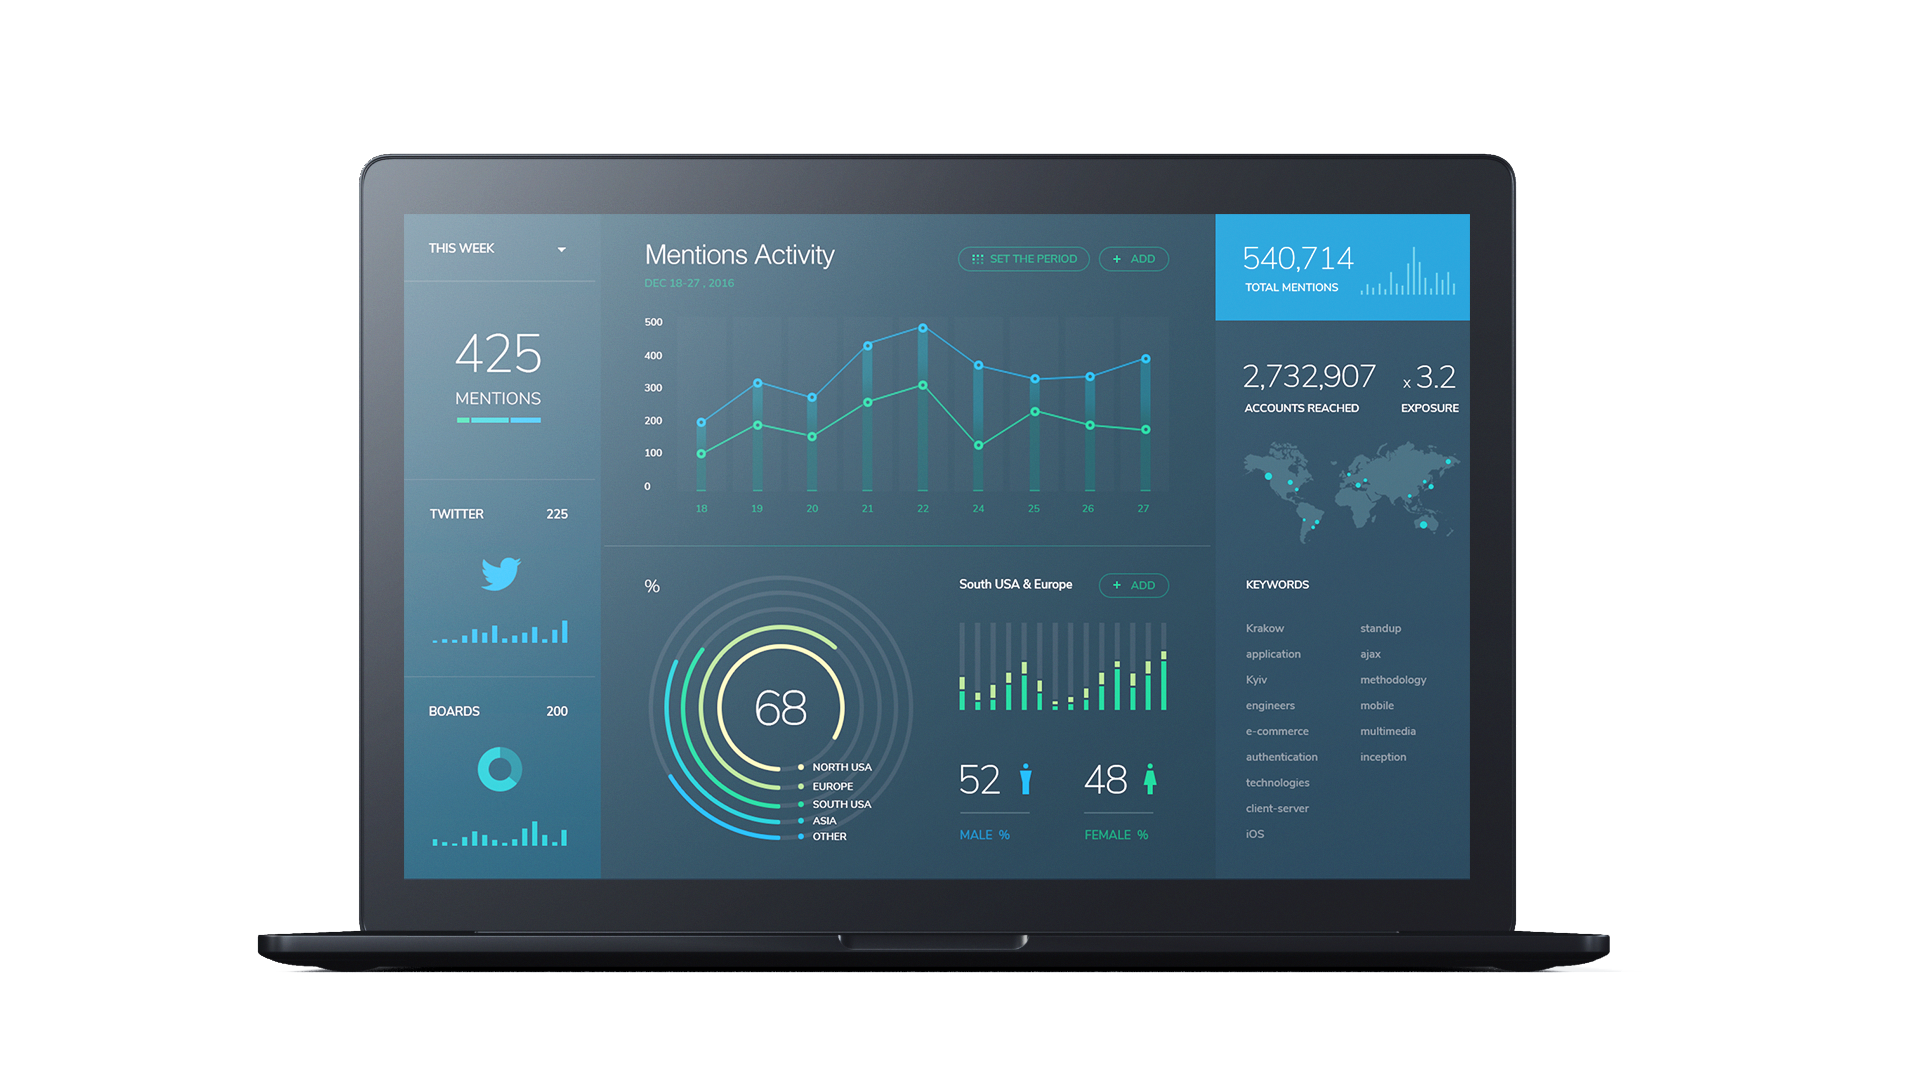 THIS WEEK
425
MENTIONS
TWITTER 225
BOARDS 200
Mentions Activity
DEC 18-27 , 2016
SET THE PERIOD
+ ADD
500
400
300
200
100
0
18 19 20 21 22 24 25 26 27
%
68
NORTH USA
EUROPE
SOUTH USA
ASIA
OTHER
South USA & Europe
+ ADD
52 48
MALE % FEMALE %
540,714
TOTAL MENTIONS
2,732,907 x 3.2
ACCOUNTS REACHED EXPOSURE
KEYWORDS
Krakow standup
application ajax
Kyiv methodology
engineers mobile
e-commerce multimedia
authentication inception
technologies
client-server
iOS